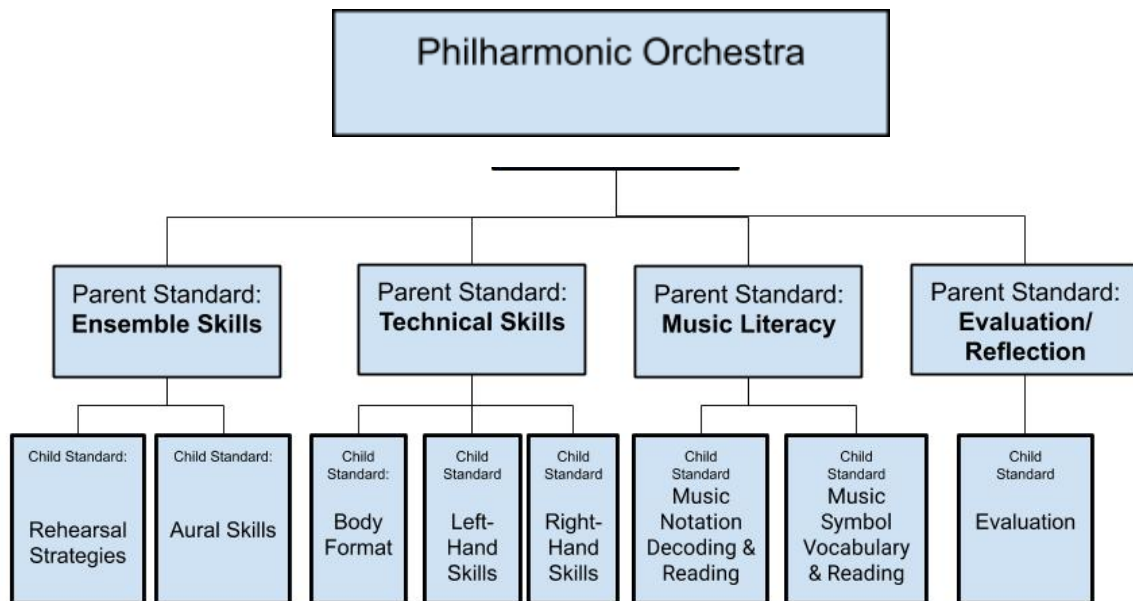 Philharmonic Orchestra
Parent Standard:
Ensemble Skills
Parent Standard:
Technical Skills
Parent Standard:
Music Literacy
Parent Standard:
Evaluation/
Reflection
Child Standard:
Rehearsal
Strategies
Child Standard:
Aural Skills
Child
Standard:
Body
Format
Child
Standard
Left-
Hand
Skills
Child
Standard
Right-
Hand
Skills
Child
Standard
Music
Notation
Decoding &
Reading
Child
Standard
Music
Symbol
Vocabulary
& Reading
Child
Standard
Evaluation